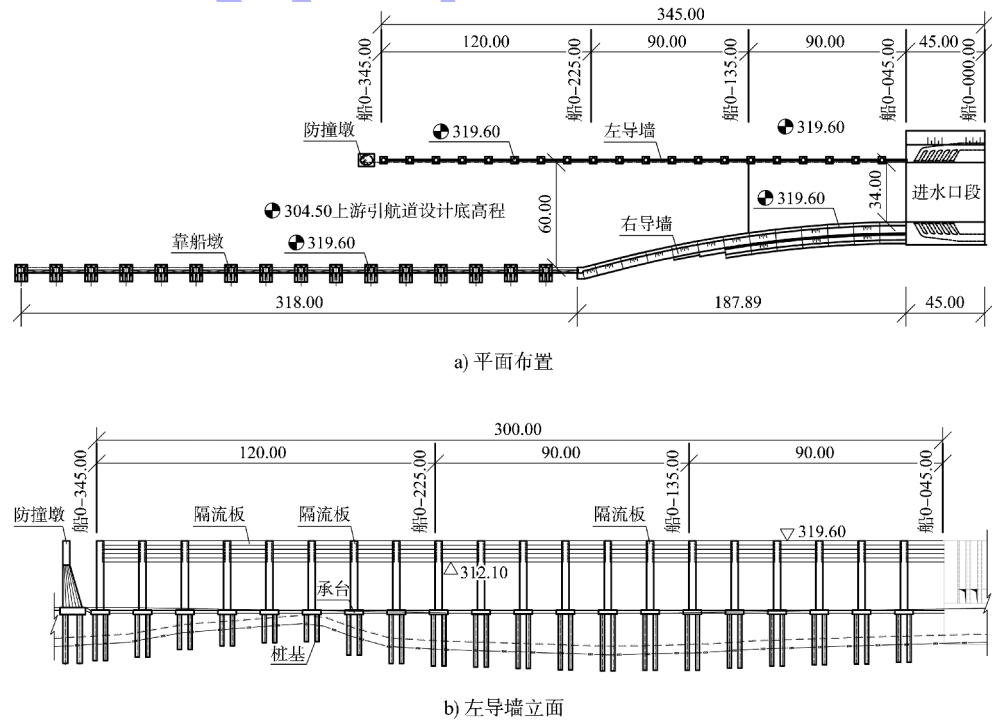 345.00
120.00
90.00
90.00
45.00
船0-345.00
船0-225.00
船0-135.00
船0-045.00
船0-000.00
防撞墩
319.60
左导墙
319.60
进水口段
34.00
60.00
304.50上游引航道设计底高程
319.60
右导墙
靠船墩
319.60
318.00
187.89
45.00
a) 平面布置
300.00
120.00
90.00
90.00
船0-345.00
船0-225.00
船0-135.00
船0-045.00
防撞墩
隔流板
隔流板
隔流板
319.60
312.10
承台
桩基
b) 左导墙立面